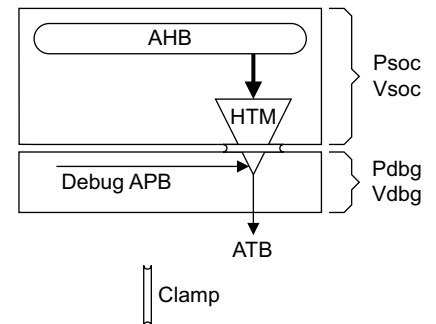 AHB
Psoc
Vsoc
HTM
Debug APB
Pdbg
Vdbg
ATB
Clamp